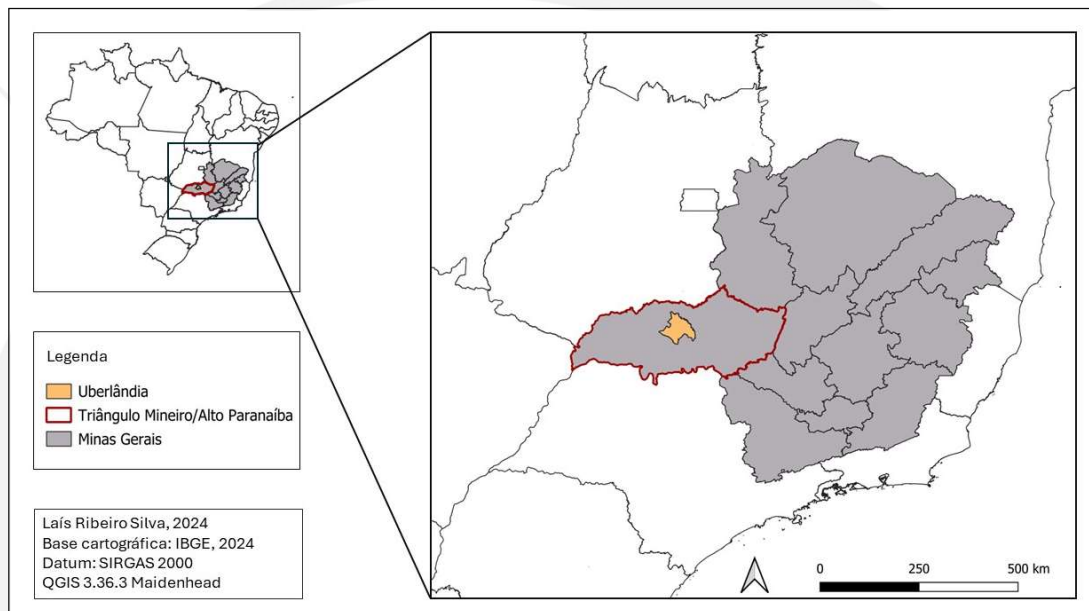 Legenda
Uberlândia
Triângulo Mineiro/Alto Paranaíba
Minas Gerais
Laís Ribeiro Silva, 2024
Base cartográfica: IBGE, 2024
Datum: SIRGAS 2000
QGIS 3.36.3 Maidenhead
0 250 500 km